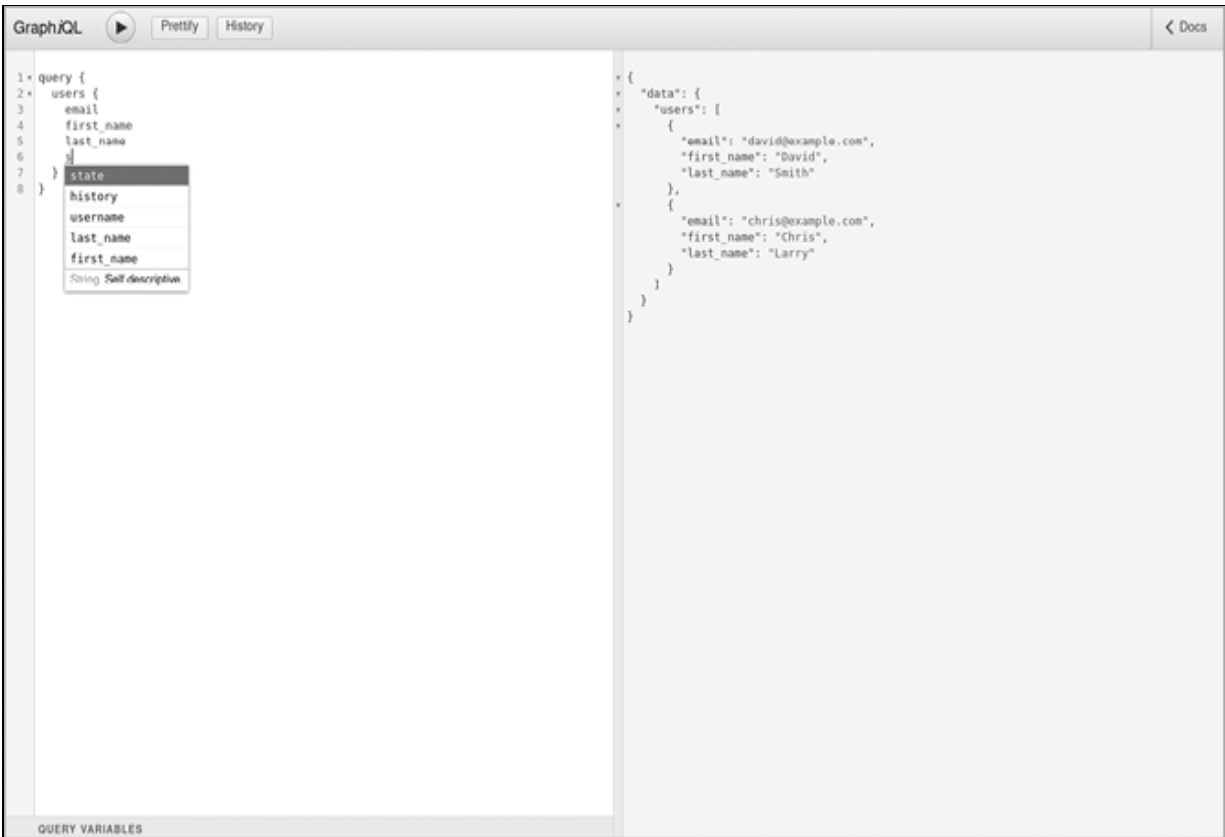 GraphiQL Prettify History Docs
1 query {
2 users {
3 email
4 first_name
5 last_name
6 s
7 }
8 }
state
history
username
last_name
first_name
String Self descriptive.
QUERY VARIABLES
{
"data": {
"users": [
{
"email": "david@example.com",
"first_name": "David",
"last_name": "Smith"
},
{
"email": "chris@example.com",
"first_name": "Chris",
"last_name": "Larry"
}
]
}
}